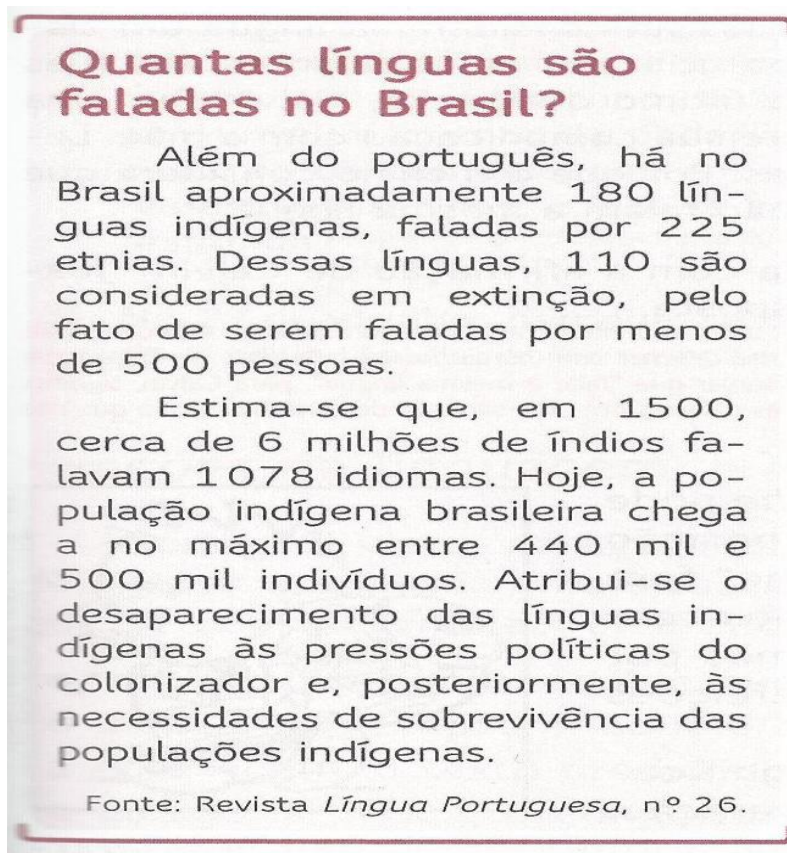 Quantas línguas são
faladas no Brasil?
Além do português, há no
Brasil aproximadamente 180 lín-
guas indígenas, faladas por 225
etnias. Dessas línguas, 110 são
consideradas em extinção, pelo
fato de serem faladas por menos
de 500 pessoas.
Estima-se que, em 1500,
cerca de 6 milhões de índios fa-
lavam 1 078 idiomas. Hoje, a po-
pulação indígena brasileira chega
a no máximo entre 440 mil e
500 mil indivíduos. Atribui-se o
desaparecimento das línguas in-
dígenas às pressões políticas do
colonizador e, posteriormente, às
necessidades de sobrevivência das
populações indígenas.
Fonte: Revista Língua Portuguesa, nº 26.